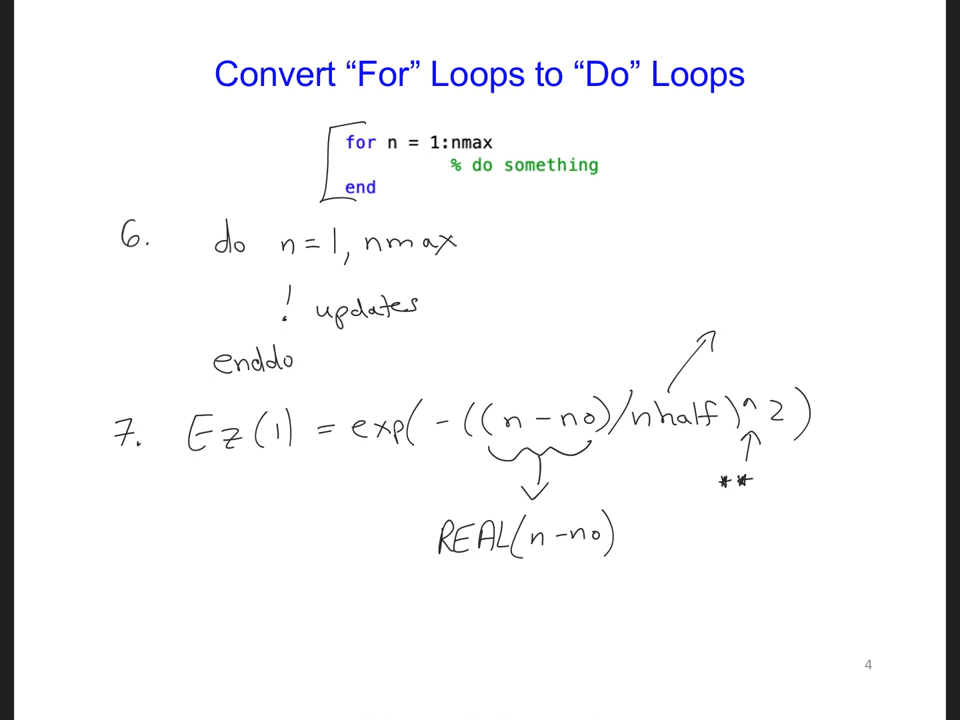 Convert “For” Loops to “Do” Loops
for n = 1:nmax
% do something
end
6. do n = 1, nmax
! updates
enddo
7. Ez(1) = exp(-((n-no)/nhalf)^2)
**
REAL(n-no)
4